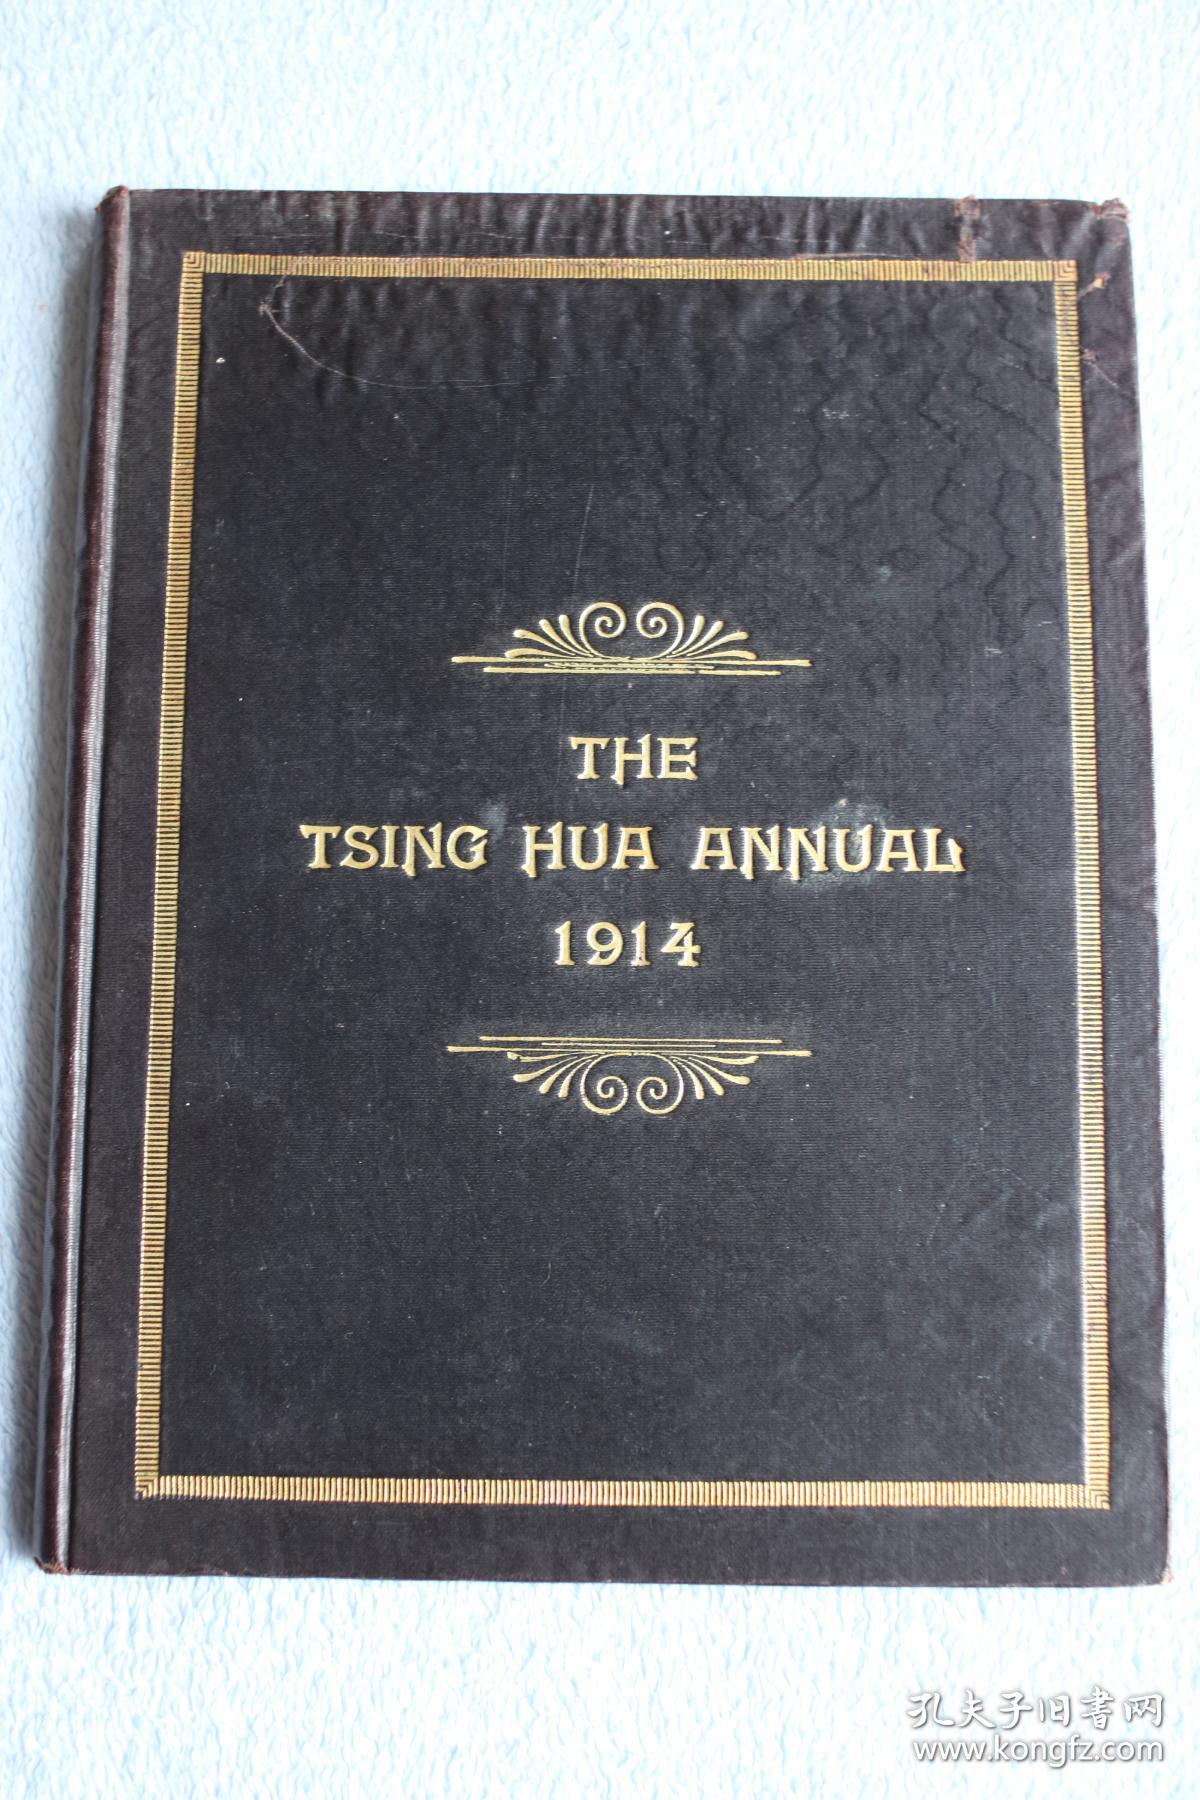 THE
TSING HUA ANNUAL
1914
孔夫子旧书网
www.kongfz.com